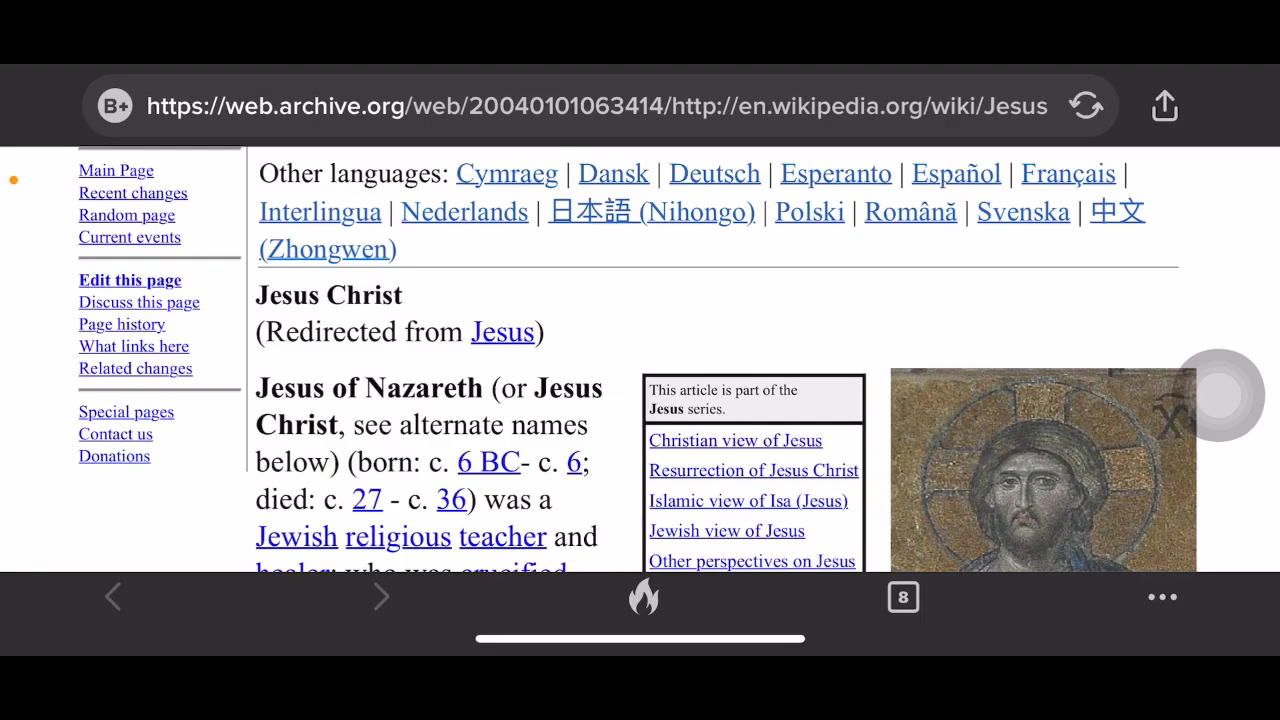 B+ https://web.archive.org/web/20040101063414/http://en.wikipedia.org/wiki/Jesus
Main Page
Recent changes
Random page
Current events
Edit this page
Discuss this page
Page history
What links here
Related changes
Special pages
Contact us
Donations
Other languages: Cymraeg | Dansk | Deutsch | Esperanto | Español | Français |
Interlingua | Nederlands | 日本語 (Nihongo) | Polski | Română | Svenska | 中文
(Zhongwen)
Jesus Christ
(Redirected from Jesus)
Jesus of Nazareth (or Jesus
Christ, see alternate names
below) (born: c. 6 BC- c. 6;
died: c. 27 - c. 36) was a
Jewish religious teacher and
healer; who was crucified
This article is part of the
Jesus series.
Christian view of Jesus
Resurrection of Jesus Christ
Islamic view of Isa (Jesus)
Jewish view of Jesus
Other perspectives on Jesus
8